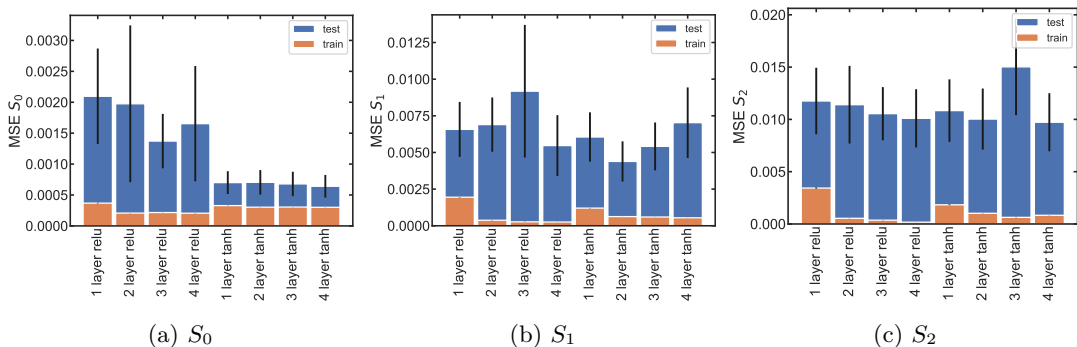 MSE S₀
0.0030
0.0025
0.0020
0.0015
0.0010
0.0005
0.0000
test
train
1 layer relu
2 layer relu
3 layer relu
4 layer relu
1 layer tanh
2 layer tanh
3 layer tanh
4 layer tanh
(a) S₀
MSE S₁
0.0125
0.0100
0.0075
0.0050
0.0025
0.0000
test
train
1 layer relu
2 layer relu
3 layer relu
4 layer relu
1 layer tanh
2 layer tanh
3 layer tanh
4 layer tanh
(b) S₁
MSE S₂
0.020
0.015
0.010
0.005
0.000
test
train
1 layer relu
2 layer relu
3 layer relu
4 layer relu
1 layer tanh
2 layer tanh
3 layer tanh
4 layer tanh
(c) S₂